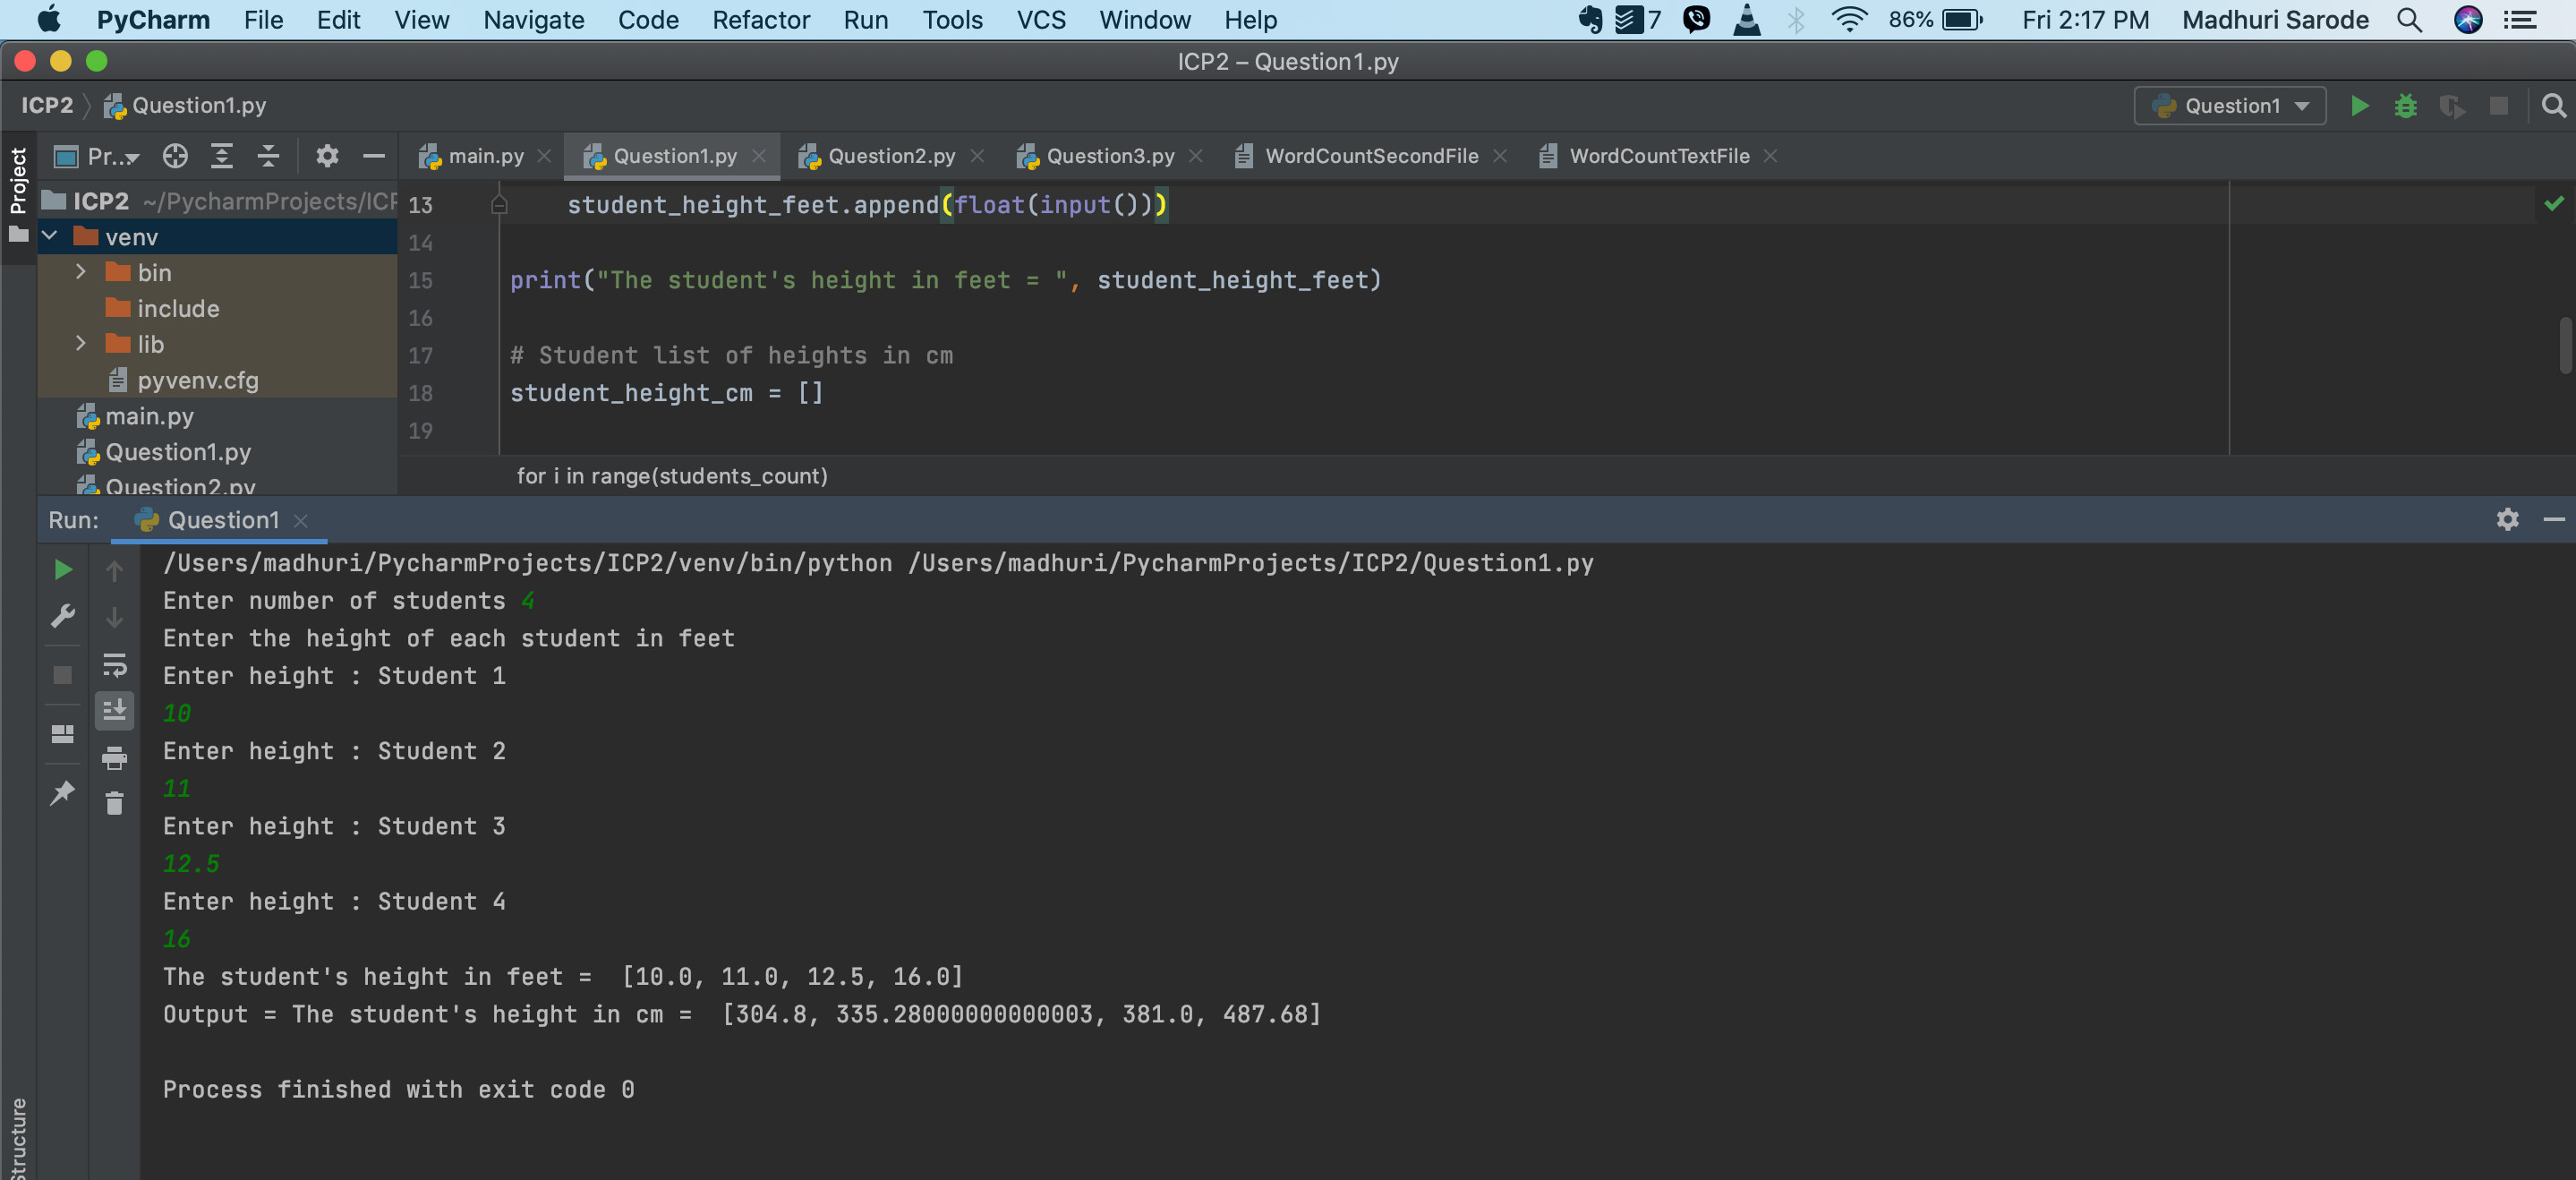 PyCharm File Edit View Navigate Code Refactor Run Tools VCS Window Help 7 86% Fri 2:17 PM Madhuri Sarode
ICP2 – Question1.py
ICP2 Question1.py Question1
Project
Pr... main.py Question1.py Question2.py Question3.py WordCountSecondFile WordCountTextFile
ICP2 ~/PycharmProjects/ICP
venv
bin
include
lib
pyvenv.cfg
main.py
Question1.py
Question2.py
13 student_height_feet.append(float(input()))
14
15 print("The student's height in feet = ", student_height_feet)
16
17 # Student list of heights in cm
18 student_height_cm = []
19
for i in range(students_count)
Run: Question1
/Users/madhuri/PycharmProjects/ICP2/venv/bin/python /Users/madhuri/PycharmProjects/ICP2/Question1.py
Enter number of students 4
Enter the height of each student in feet
Enter height : Student 1
10
Enter height : Student 2
11
Enter height : Student 3
12.5
Enter height : Student 4
16
The student's height in feet =  [10.0, 11.0, 12.5, 16.0]
Output = The student's height in cm =  [304.8, 335.28000000000003, 381.0, 487.68]
Process finished with exit code 0
Structure